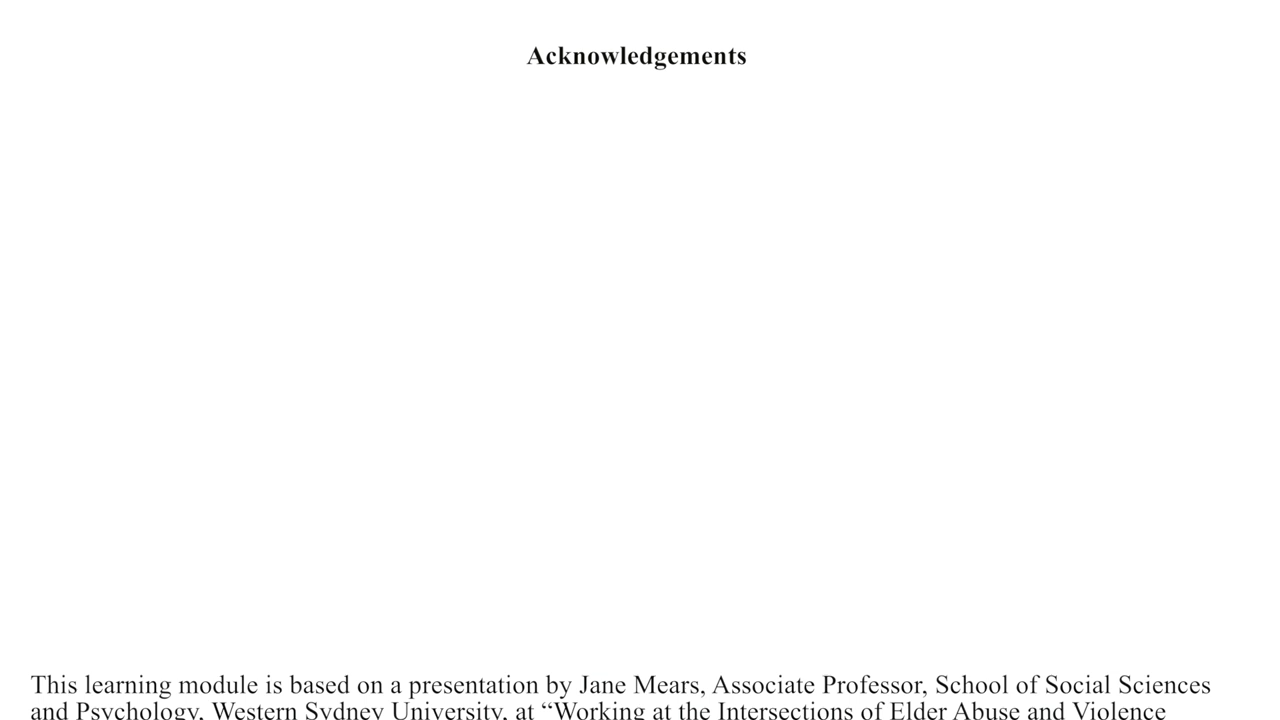 Acknowledgements
This learning module is based on a presentation by Jane Mears, Associate Professor, School of Social Sciences
and Psychology, Western Sydney University, at “Working at the Intersections of Elder Abuse and Violence